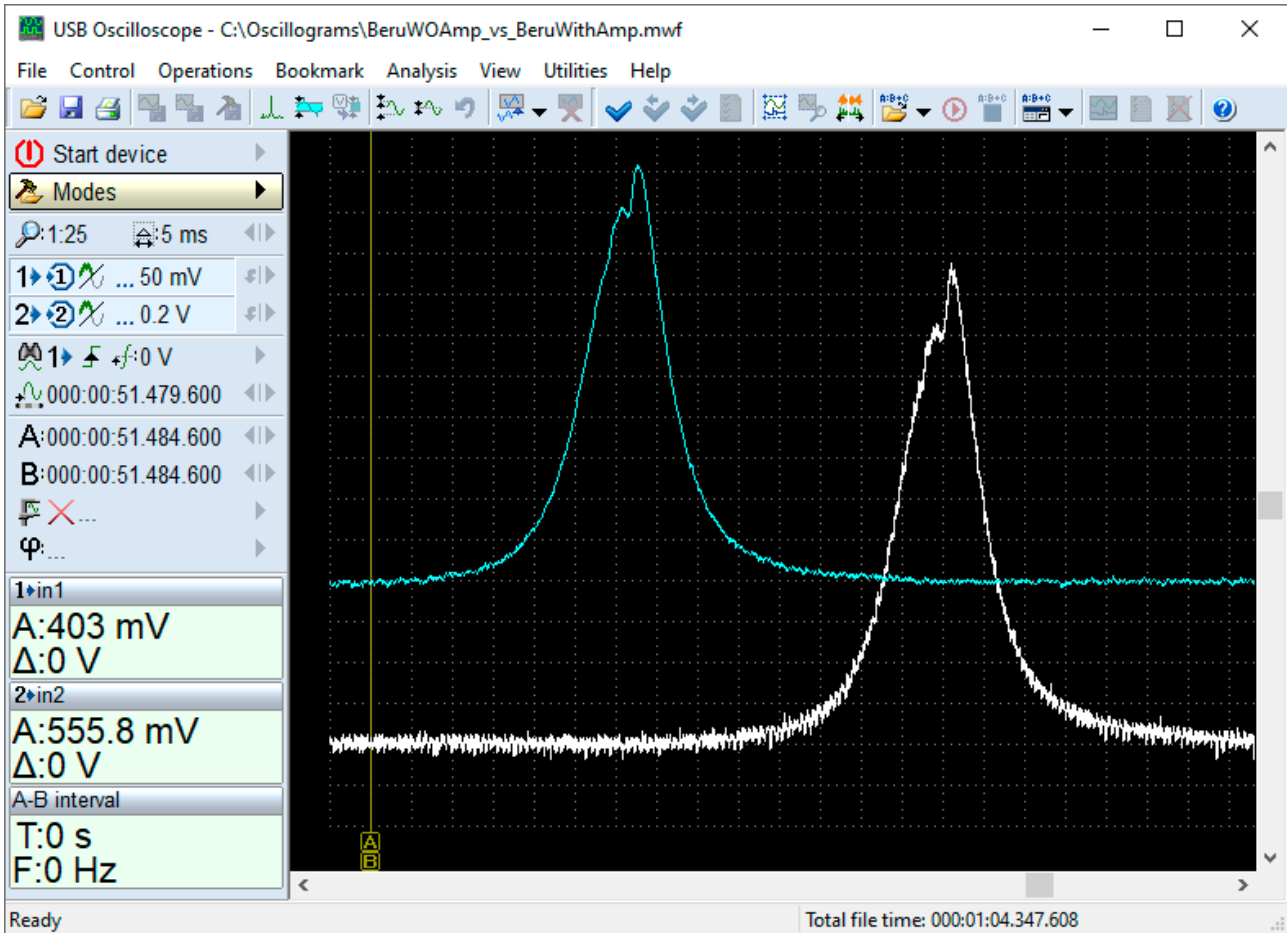 USB Oscilloscope - C:\Oscillograms\BeruWOAmp_vs_BeruWithAmp.mwf
File Control Operations Bookmark Analysis View Utilities Help
A:B+C A:B+C A:B+C
Start device
Modes
1:25 5 ms
1 1 ... 50 mV
2 2 ... 0.2 V
1 f:0 V
000:00:51.479.600
A:000:00:51.484.600
B:000:00:51.484.600
...
φ:...
1 in1
A:403 mV
Δ:0 V
2 in2
A:555.8 mV
Δ:0 V
A-B interval
T:0 s
F:0 Hz
A
B
Ready Total file time: 000:01:04.347.608